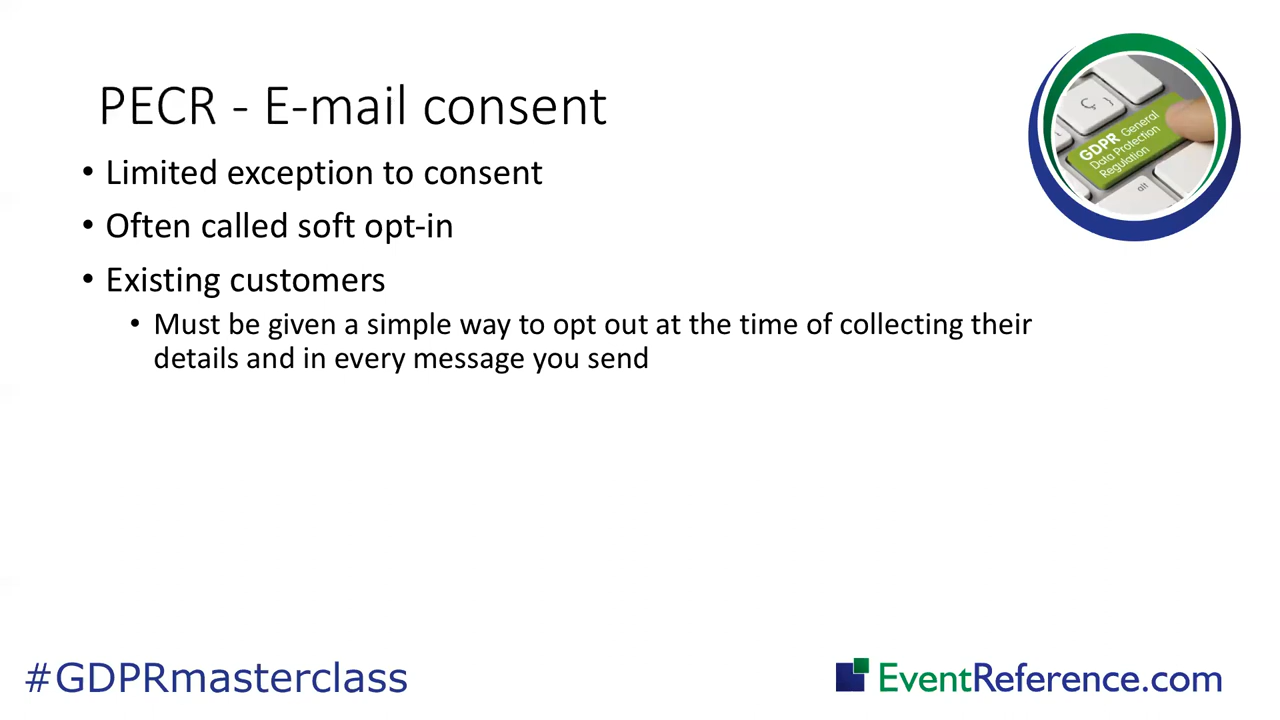 PECR - E-mail consent
• Limited exception to consent
• Often called soft opt-in
• Existing customers
• Must be given a simple way to opt out at the time of collecting their
details and in every message you send
Ç
GDPR General
Data Protection
Regulation
alt
#GDPRmasterclass
EventReference.com